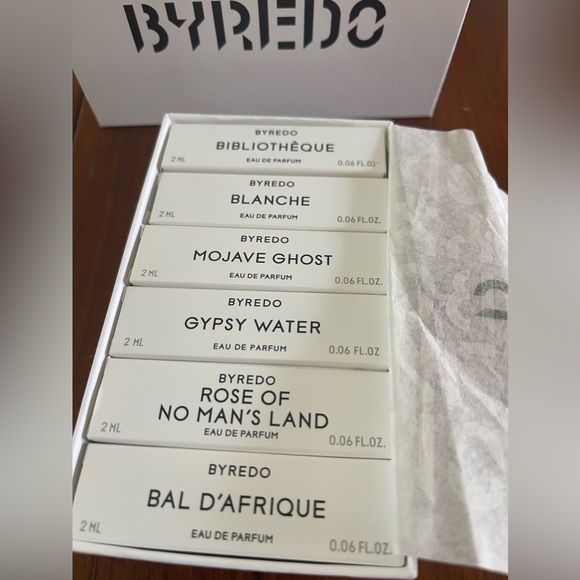 BYREDO
BYREDO
BIBLIOTHÈQUE
2 ML EAU DE PARFUM 0.06 FL.OZ.
BYREDO
BLANCHE
2 ML EAU DE PARFUM 0.06 FL.OZ.
BYREDO
MOJAVE GHOST
2 ML EAU DE PARFUM 0.06 FL.OZ.
BYREDO
GYPSY WATER
2 ML EAU DE PARFUM 0.06 FL.OZ
BYREDO
ROSE OF
NO MAN'S LAND
2 ML EAU DE PARFUM 0.06 FL.OZ.
BYREDO
BAL D'AFRIQUE
2 ML EAU DE PARFUM 0.06 FL.OZ.